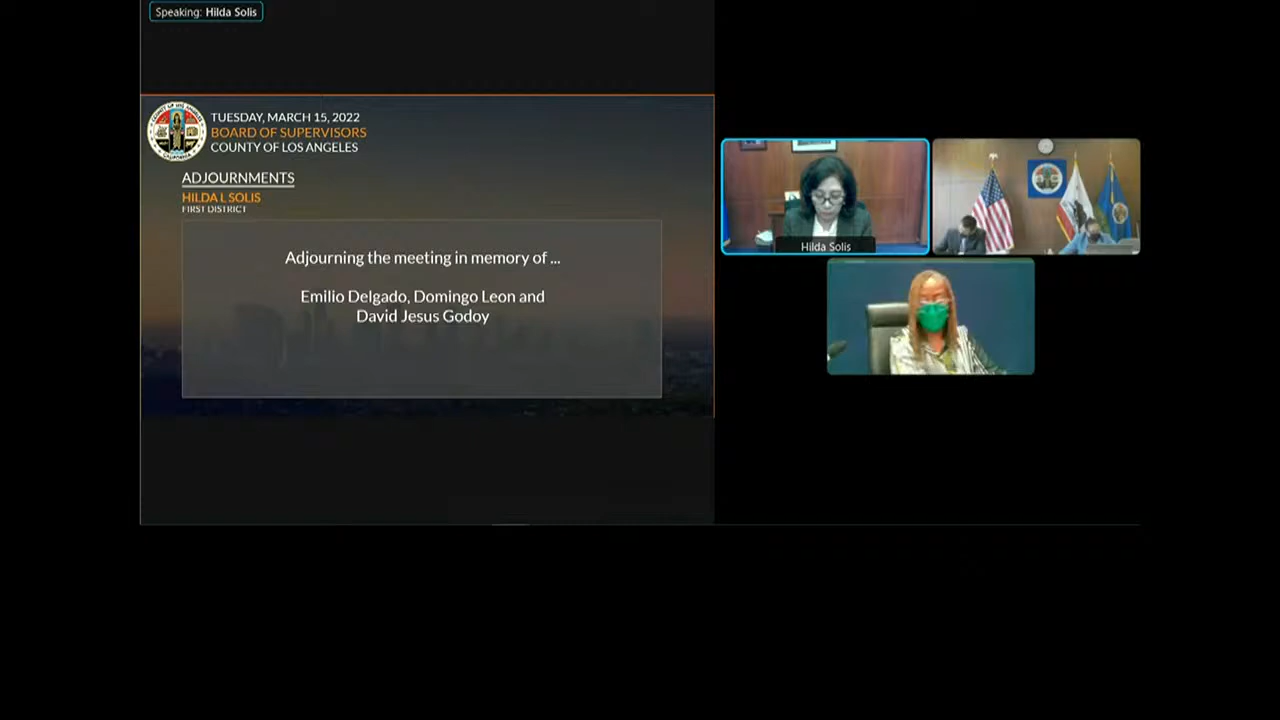 Speaking: Hilda Solis
TUESDAY, MARCH 15, 2022
BOARD OF SUPERVISORS
COUNTY OF LOS ANGELES
ADJOURNMENTS
HILDA L SOLIS
FIRST DISTRICT
Adjourning the meeting in memory of ...
Emilio Delgado, Domingo Leon and
David Jesus Godoy
Hilda Solis